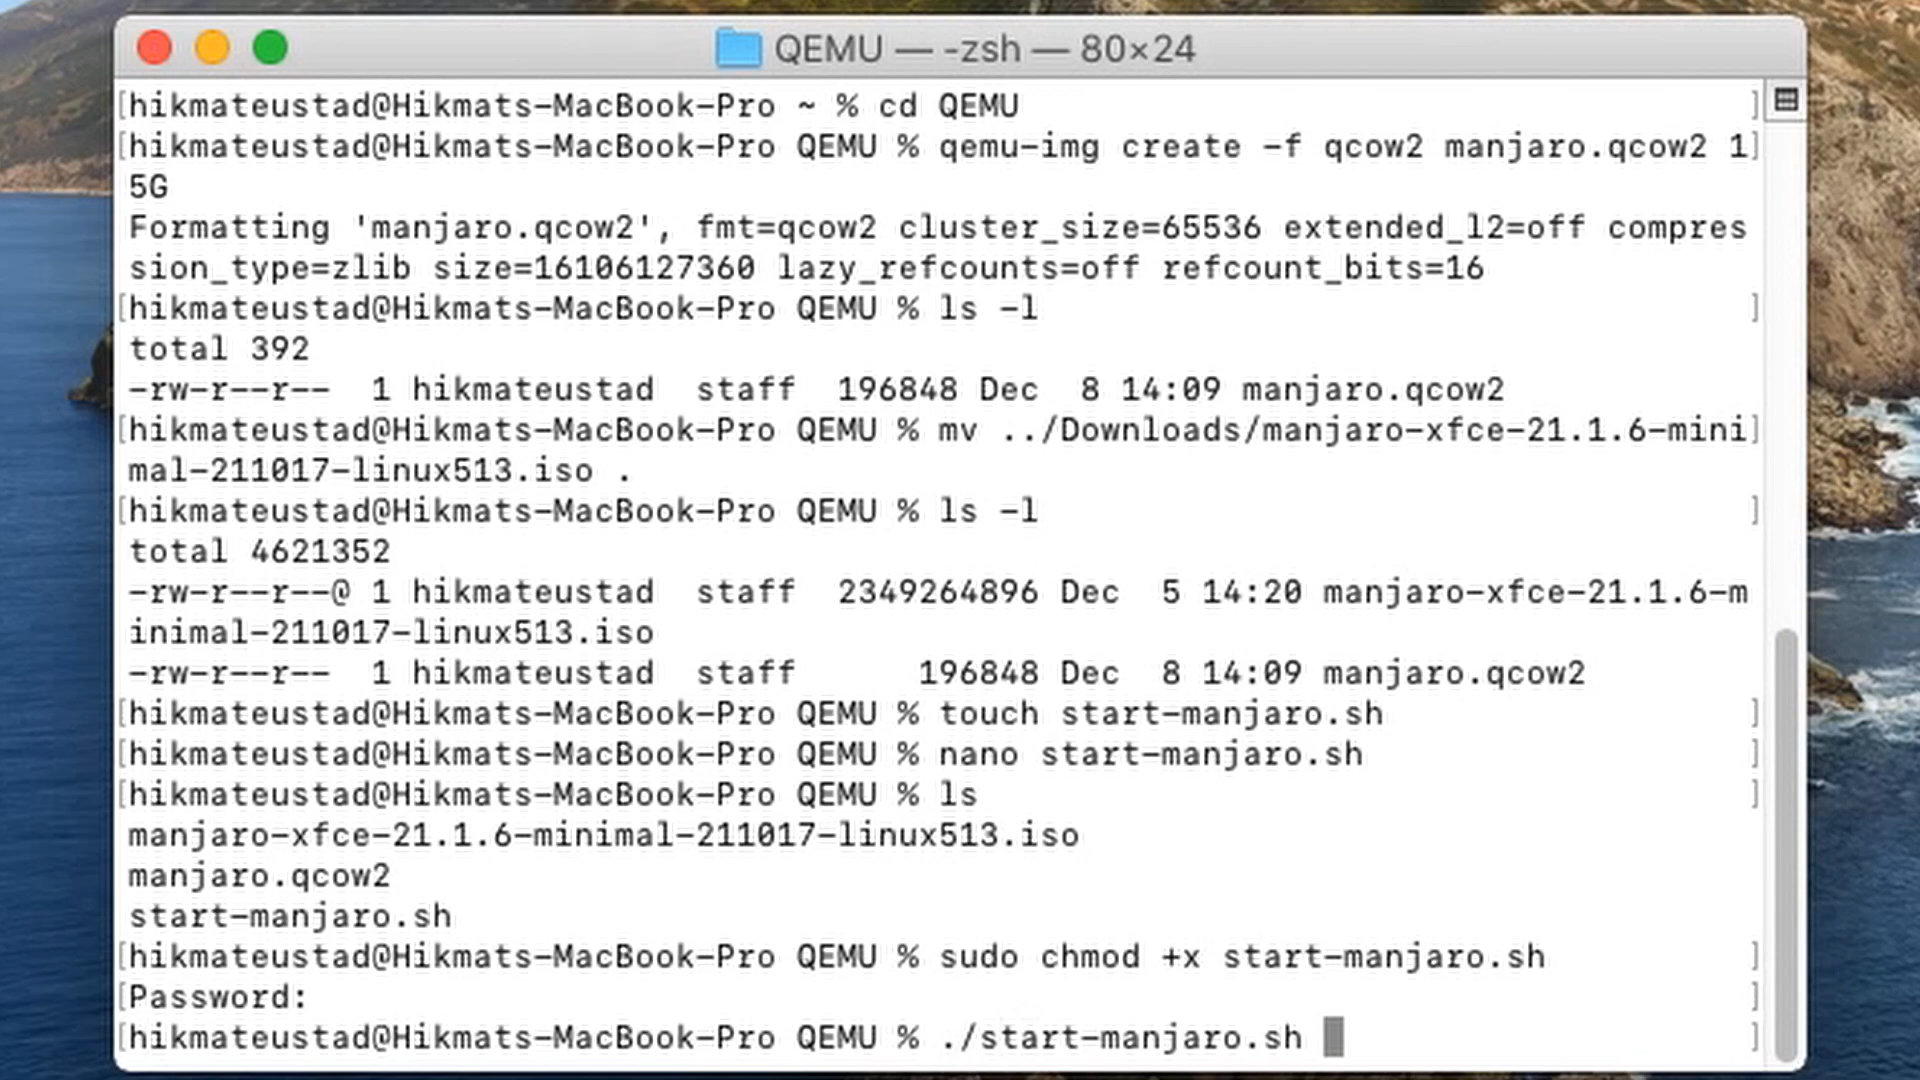 QEMU — -zsh — 80×24
[hikmateustad@Hikmats-MacBook-Pro ~ % cd QEMU ]
[hikmateustad@Hikmats-MacBook-Pro QEMU % qemu-img create -f qcow2 manjaro.qcow2 1]
5G
Formatting 'manjaro.qcow2', fmt=qcow2 cluster_size=65536 extended_l2=off compres
sion_type=zlib size=16106127360 lazy_refcounts=off refcount_bits=16
[hikmateustad@Hikmats-MacBook-Pro QEMU % ls -l ]
total 392
-rw-r--r--  1 hikmateustad  staff  196848 Dec  8 14:09 manjaro.qcow2
[hikmateustad@Hikmats-MacBook-Pro QEMU % mv ../Downloads/manjaro-xfce-21.1.6-mini]
mal-211017-linux513.iso .
[hikmateustad@Hikmats-MacBook-Pro QEMU % ls -l ]
total 4621352
-rw-r--r--@ 1 hikmateustad  staff  2349264896 Dec  5 14:20 manjaro-xfce-21.1.6-m
inimal-211017-linux513.iso
-rw-r--r--  1 hikmateustad  staff      196848 Dec  8 14:09 manjaro.qcow2
[hikmateustad@Hikmats-MacBook-Pro QEMU % touch start-manjaro.sh ]
[hikmateustad@Hikmats-MacBook-Pro QEMU % nano start-manjaro.sh ]
[hikmateustad@Hikmats-MacBook-Pro QEMU % ls ]
manjaro-xfce-21.1.6-minimal-211017-linux513.iso
manjaro.qcow2
start-manjaro.sh
[hikmateustad@Hikmats-MacBook-Pro QEMU % sudo chmod +x start-manjaro.sh ]
[Password: ]
[hikmateustad@Hikmats-MacBook-Pro QEMU % ./start-manjaro.sh ]